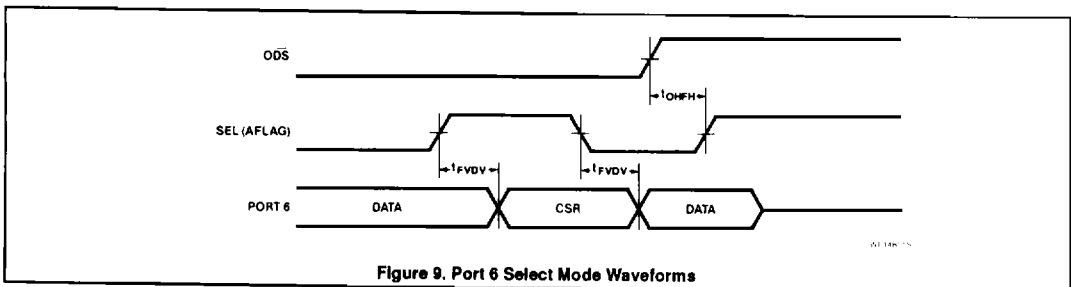 ODS
tOHFH
SEL (AFLAG)
tFVDV tFVDV
PORT 6 DATA CSR DATA
Figure 9. Port 6 Select Mode Waveforms